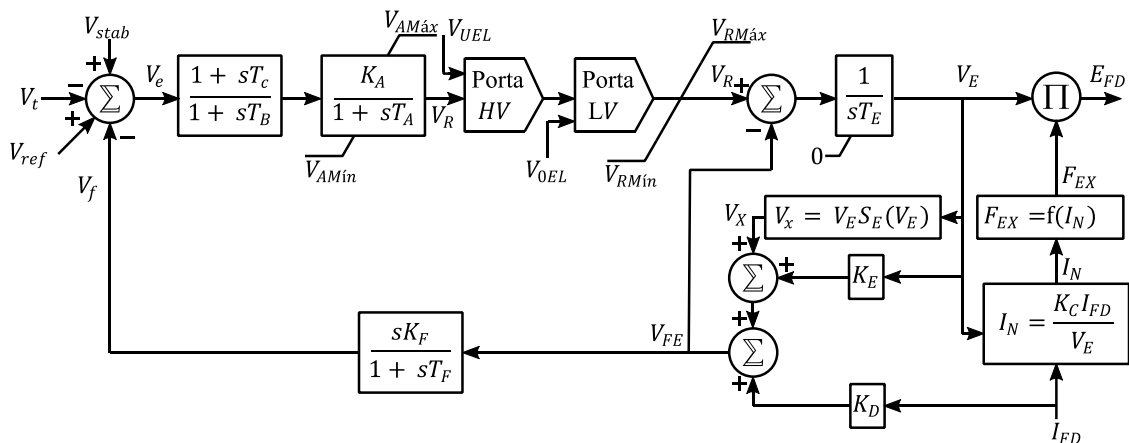 V_stab
V_AMáx
V_UEL
V_RMáx
V_t
+
−
+
−
Σ
V_e
1 + sT_c
1 + sT_B
K_A
1 + sT_A
V_R
Porta
HV
Porta
LV
V_R
+
−
Σ
1
sT_E
V_E
Π
E_FD
V_ref
V_f
V_AMín
V_0EL
V_RMín
0
F_EX
V_X
V_x = V_E S_E(V_E)
F_EX =f(I_N)
+
+
Σ
K_E
I_N
I_N = K_C I_FD
V_E
sK_F
1 + sT_F
V_FE
+
Σ
+
K_D
I_FD